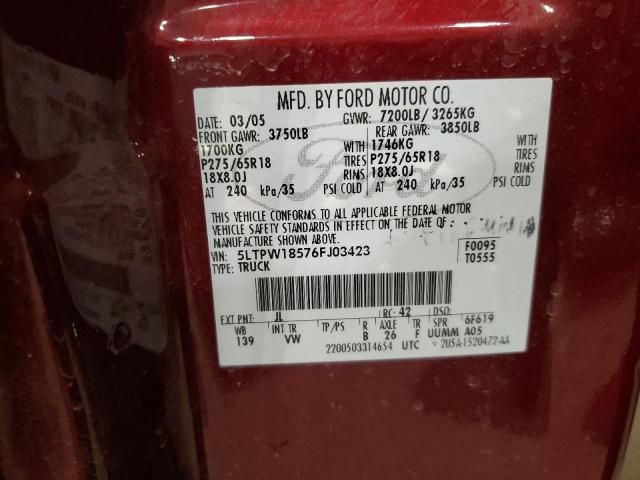 MFD. BY FORD MOTOR CO.
DATE: 03/05 GVWR: 7200LB/ 3265KG
FRONT GAWR: 3750LB REAR GAWR: 3850LB
1700KG WITH 1746KG WITH
P275/65R18 TIRES P275/65R18 TIRES
18X8.0J RIMS 18X8.0J RIMS
AT 240 kPa/35 PSI COLD AT 240 kPa/35 PSI COLD
Ford
THIS VEHICLE CONFORMS TO ALL APPLICABLE FEDERAL MOTOR
VEHICLE SAFETY STANDARDS IN EFFECT ON THE DATE OF
MANUFACTURE SHOWN ABOVE.
VIN: 5LTPW18576FJ03423 F0095
TYPE: TRUCK T0555
EXT PNT: JL RC: 42 DSO:
WB INT TR TP/PS R AXLE TR SPR 6F619
139 VW B 26 F UUMM A05
2200503314654 UTC 2U5A-1520472-AA